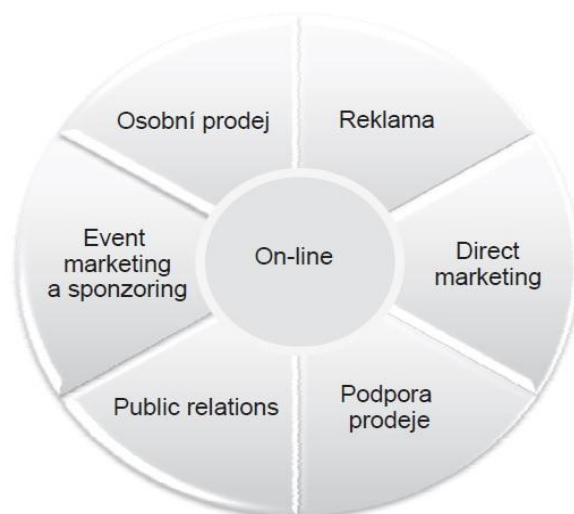 Osobní prodej
Reklama
Event
marketing
a sponzoring
On-line
Direct
marketing
Public relations
Podpora
prodeje